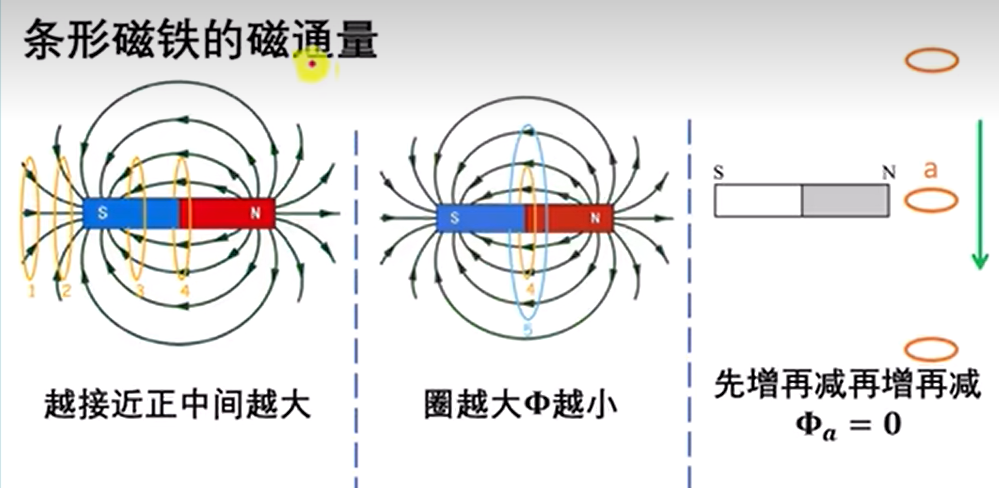 条形磁铁的磁通量
S N
1 2 3 4
越接近正中间越大
S N
4
5
圈越大Φ越小
S N
a
先增再减再增再减
Φₐ = 0